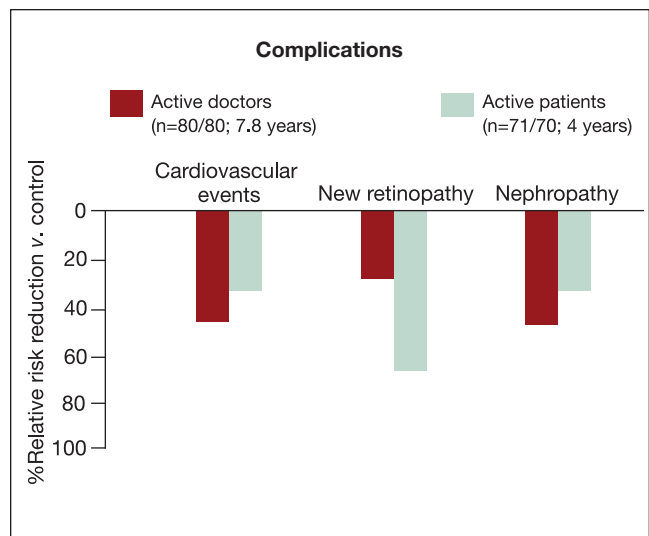 Complications
Active doctors
(n=80/80; 7.8 years)
Active patients
(n=71/70; 4 years)
Cardiovascular
events
New retinopathy
Nephropathy
%Relative risk reduction v. control
0
20
40
60
80
100